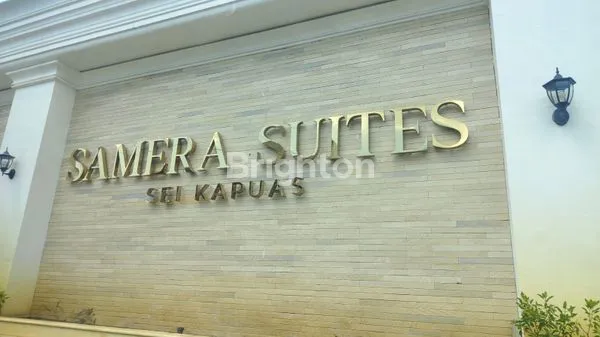 SAMERA SUITES
Brighton
SEI KAPUAS